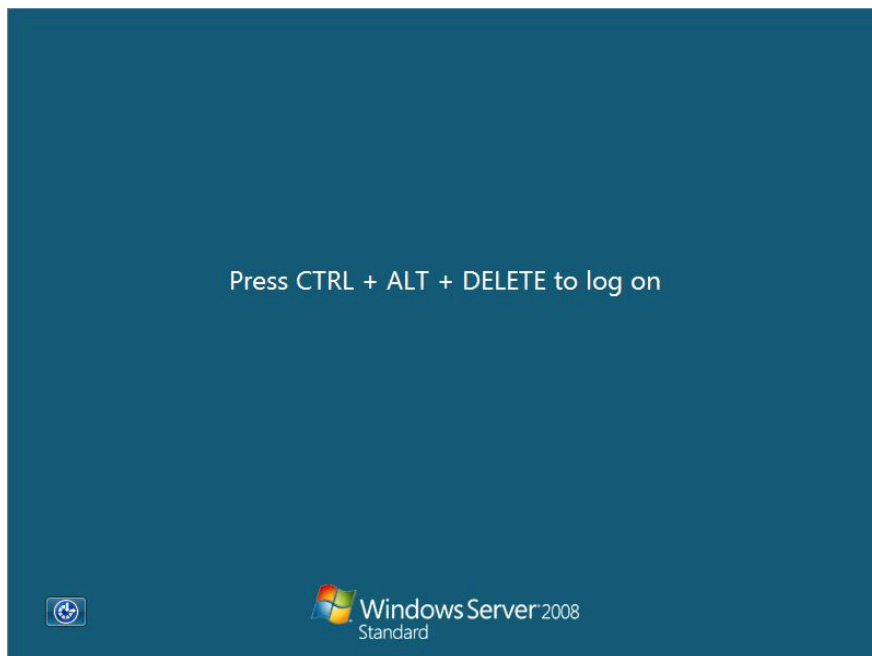 Press CTRL + ALT + DELETE to log on
Windows Server 2008
Standard